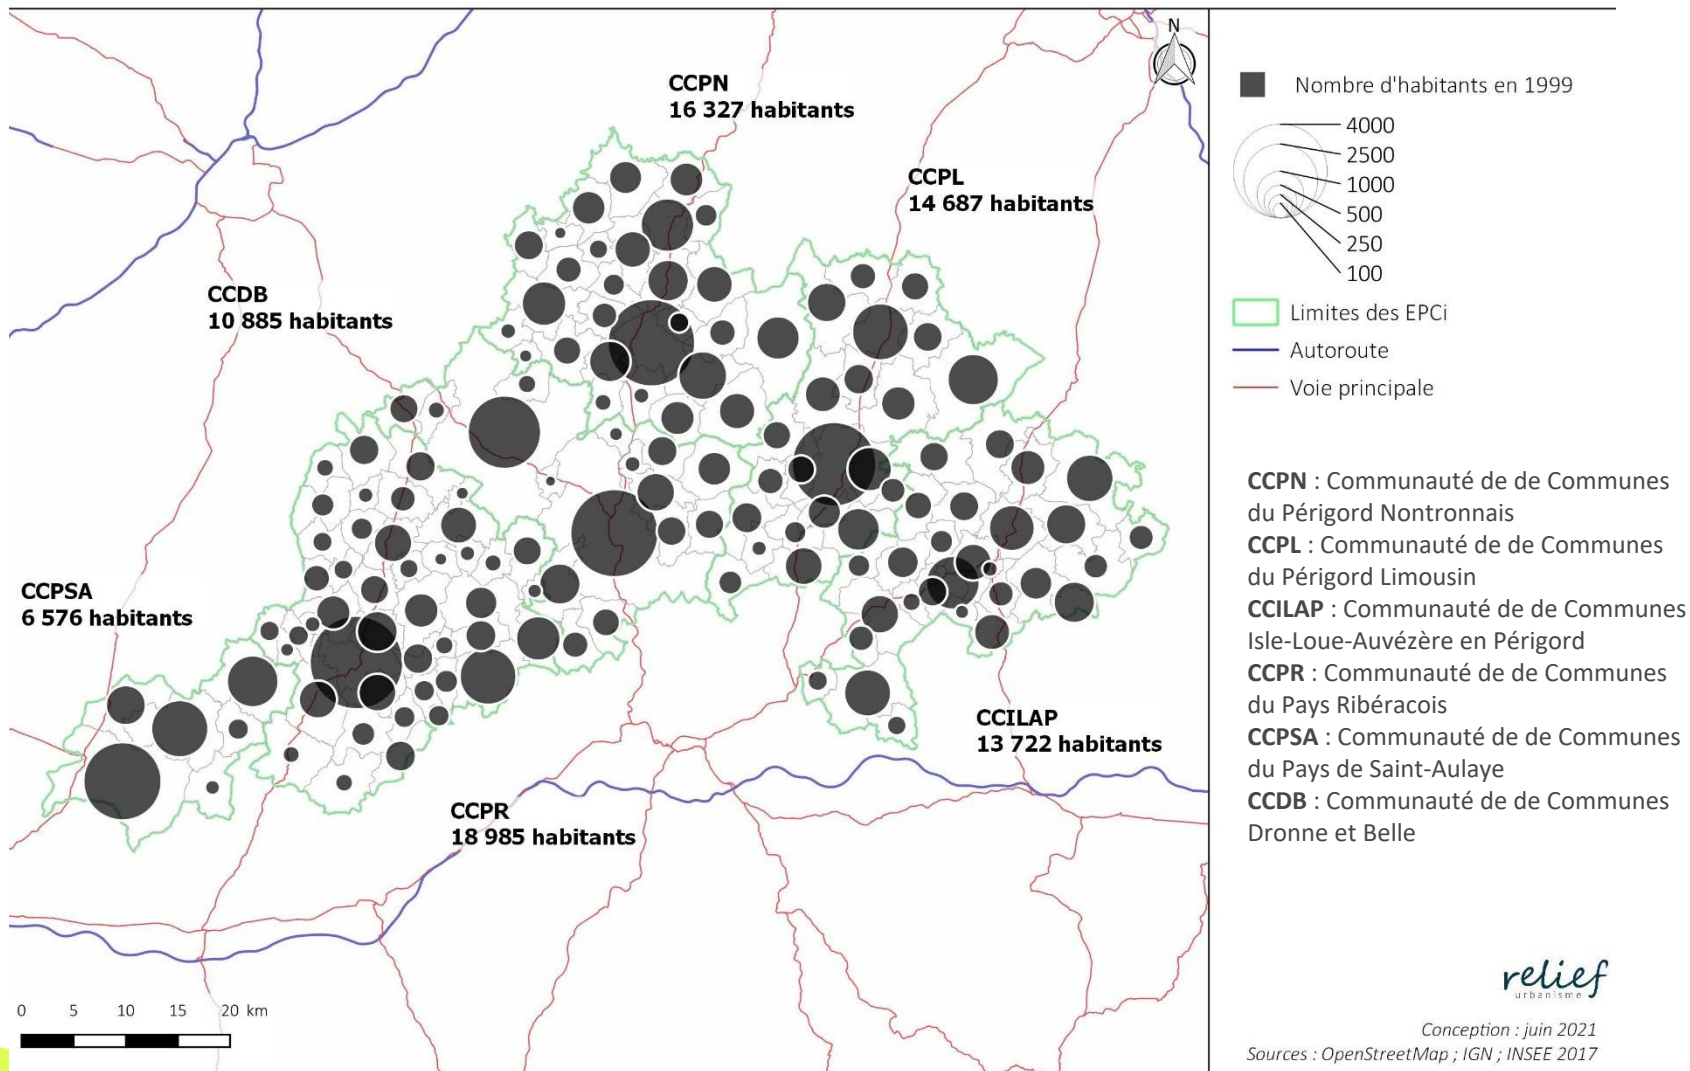 N
CCPN
16 327 habitants
CCPL
14 687 habitants
CCDB
10 885 habitants
CCPSA
6 576 habitants
CCILAP
13 722 habitants
CCPR
18 985 habitants
0 5 10 15 20 km
Nombre d'habitants en 1999
4000
2500
1000
500
250
100
Limites des EPCi
Autoroute
Voie principale
CCPN : Communauté de de Communes
du Périgord Nontronnais
CCPL : Communauté de de Communes
du Périgord Limousin
CCILAP : Communauté de de Communes
Isle-Loue-Auvézère en Périgord
CCPR : Communauté de de Communes
du Pays Ribéracois
CCPSA : Communauté de de Communes
du Pays de Saint-Aulaye
CCDB : Communauté de de Communes
Dronne et Belle
relief
urbanisme
Conception : juin 2021
Sources : OpenStreetMap ; IGN ; INSEE 2017